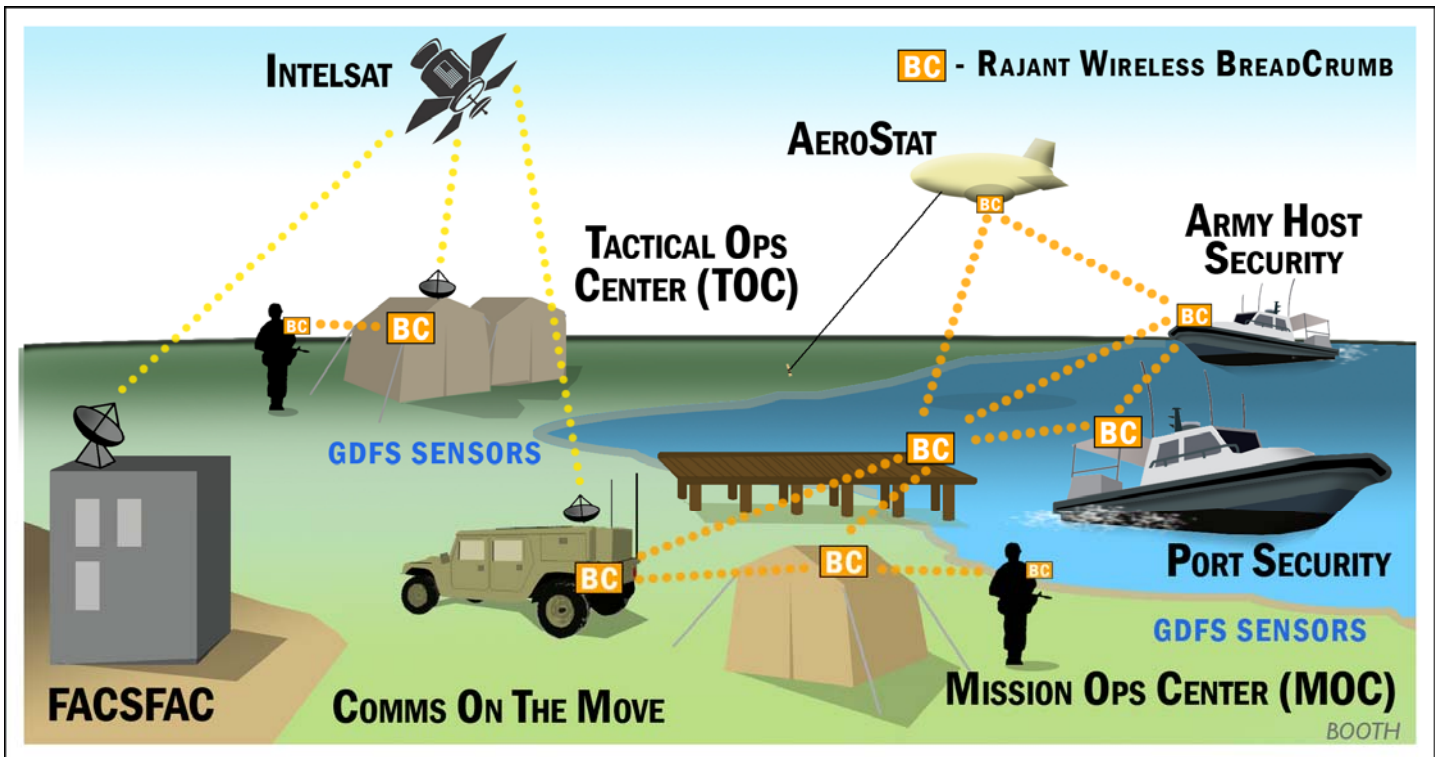 INTELSAT
BC - RAJANT WIRELESS BREADCRUMB
AEROSTAT
BC
ARMY HOST
SECURITY
TACTICAL OPS
CENTER (TOC)
BC
BC
BC
BC
BC
GDFS SENSORS
BC
BC
BC
PORT SECURITY
GDFS SENSORS
FACSFAC
COMMS ON THE MOVE
MISSION OPS CENTER (MOC)
BOOTH